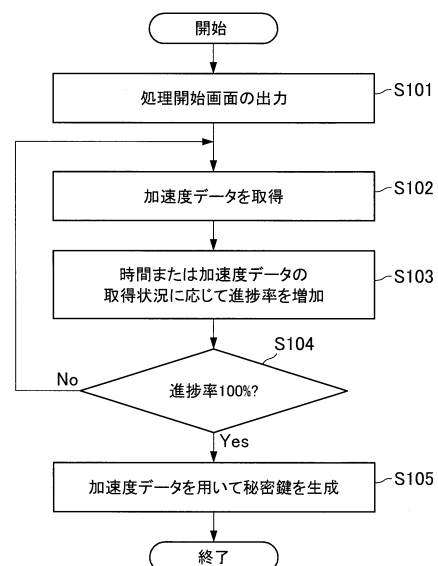 開始
処理開始画面の出力
S101
加速度データを取得
S102
時間または加速度データの
取得状況に応じて進捗率を増加
S103
S104
進捗率100%?
No
Yes
加速度データを用いて秘密鍵を生成
S105
終了